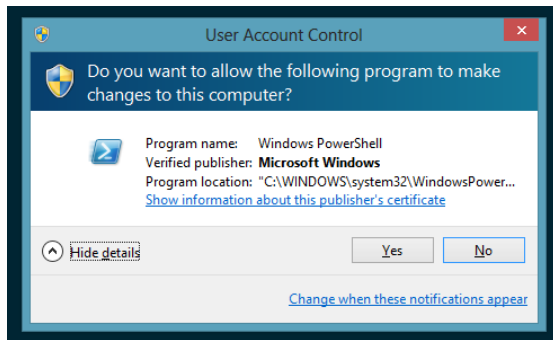 User Account Control
Do you want to allow the following program to make
changes to this computer?
Program name: Windows PowerShell
Verified publisher: Microsoft Windows
Program location: "C:\WINDOWS\system32\WindowsPower...
Show information about this publisher's certificate
Hide details
Yes
No
Change when these notifications appear